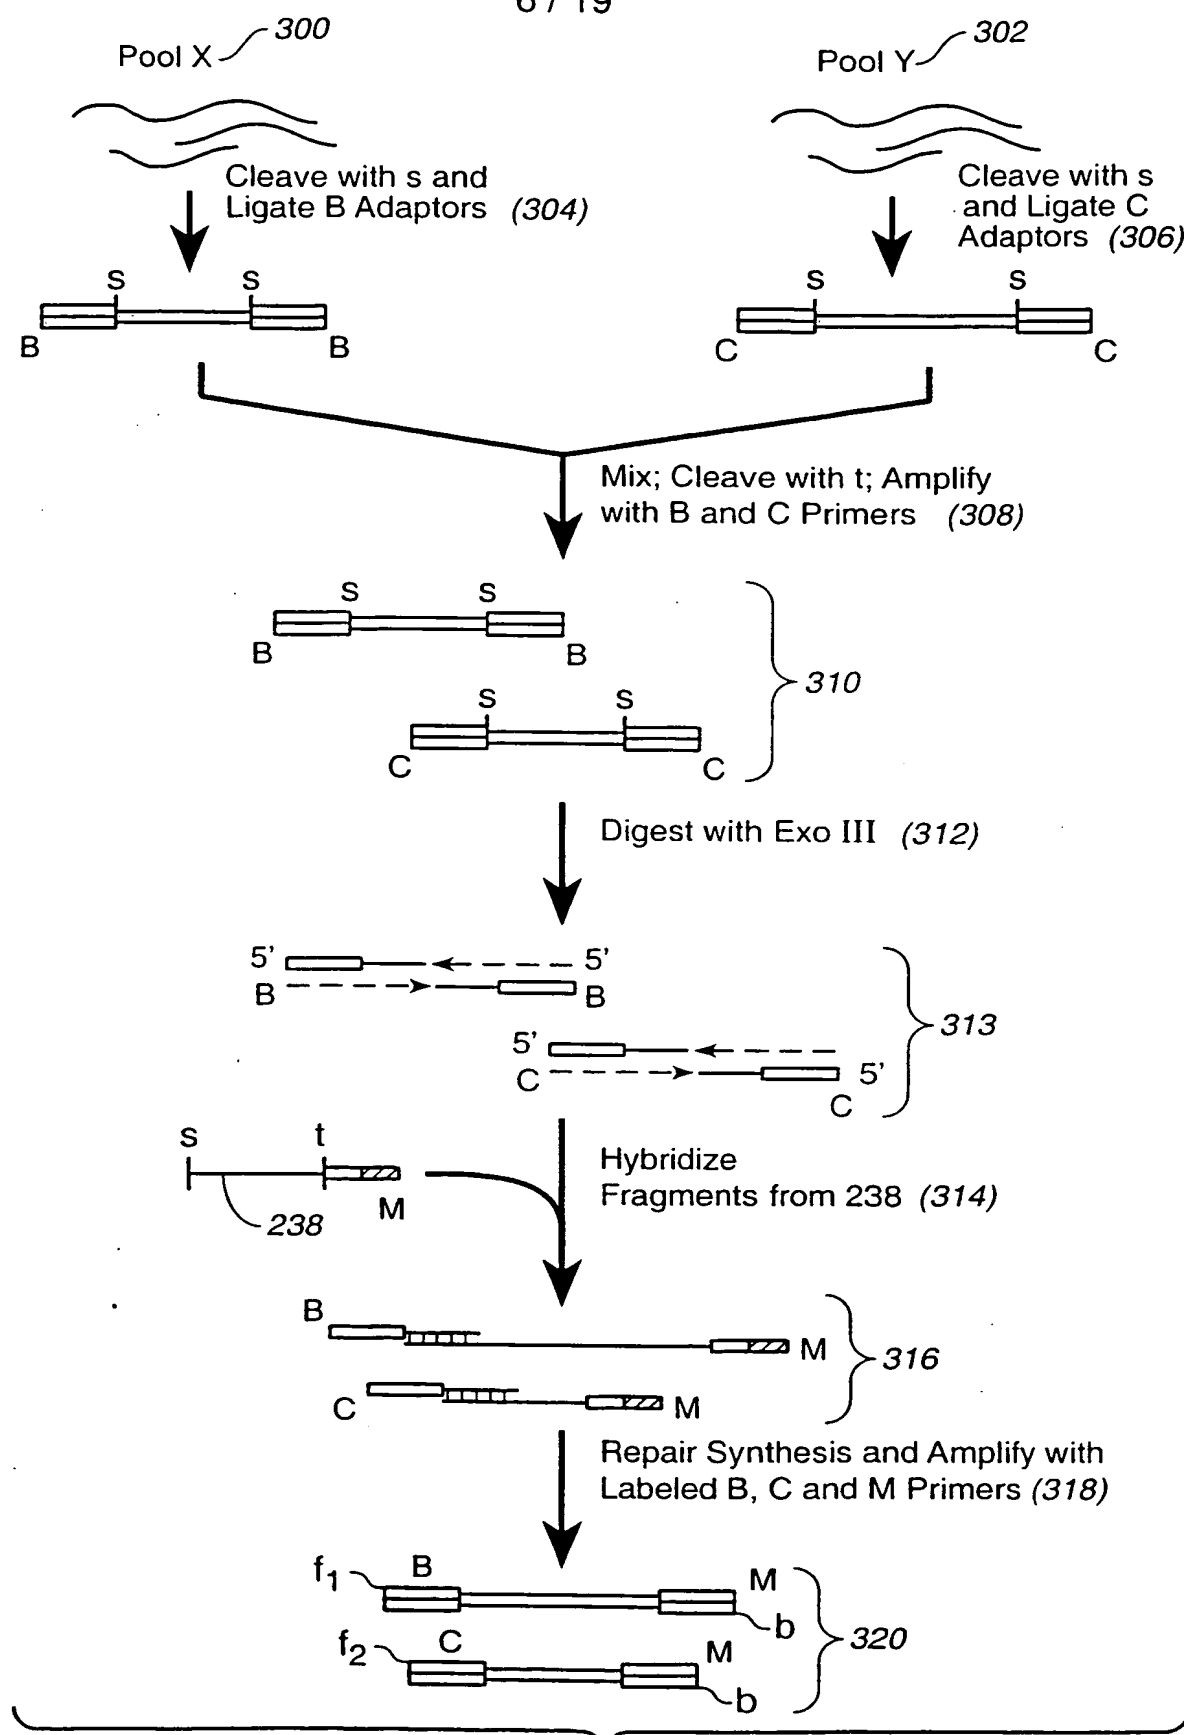 6 / 19
Pool X
300
Pool Y
302
Cleave with s and
Ligate B Adaptors (304)
Cleave with s
and Ligate C
Adaptors (306)
s s
B B
s s
C C
Mix; Cleave with t; Amplify
with B and C Primers (308)
s s
B B
310
s s
C C
Digest with Exo III (312)
5' 5'
B B
313
5'
C 5'
C
s t
M
238
Hybridize
Fragments from 238 (314)
B
M
316
C M
Repair Synthesis and Amplify with
Labeled B, C and M Primers (318)
f1 B M
b
320
f2 C M
b